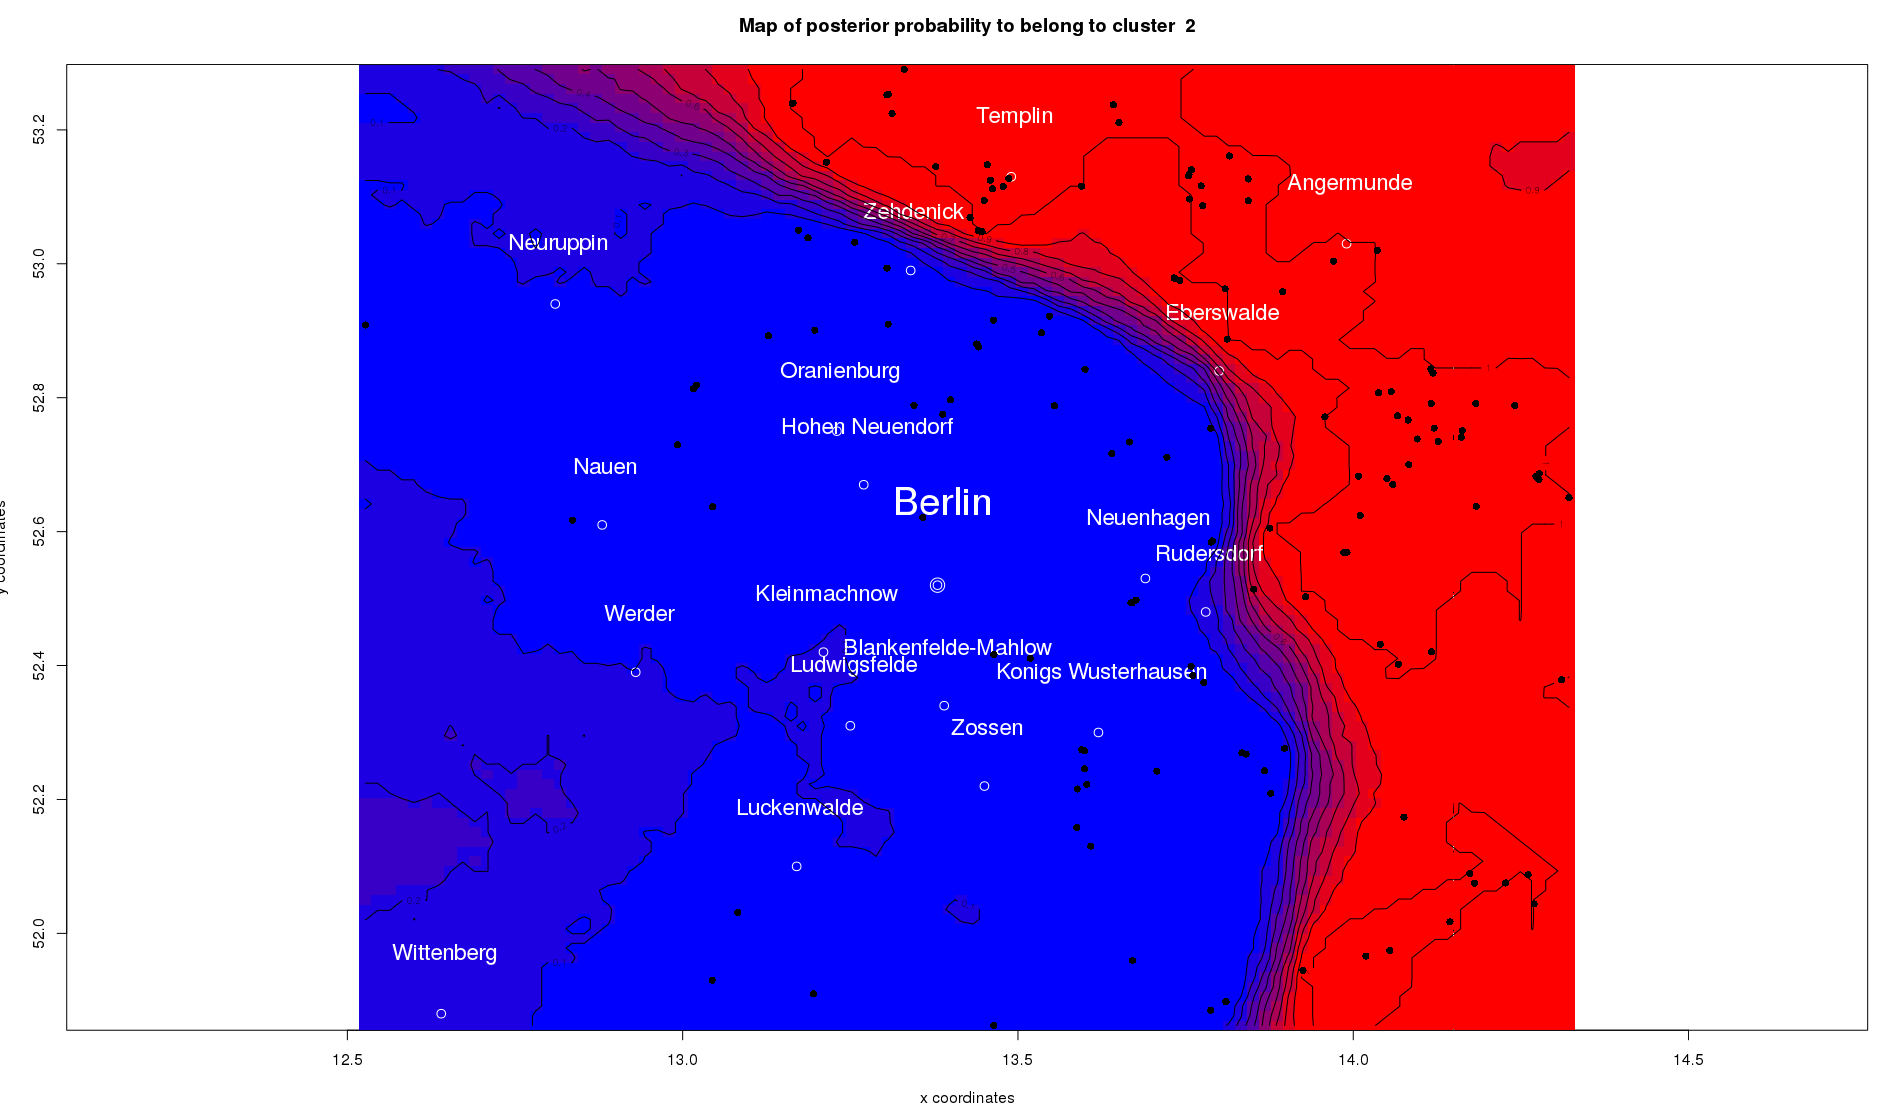 Map of posterior probability to belong to cluster 2
Templin
Angermunde
Zehdenick
Neuruppin
Eberswalde
Oranienburg
Hohen Neuendorf
Nauen
Berlin
Neuenhagen
Rudersdorf
Kleinmachnow
Werder
Blankenfelde-Mahlow
Ludwigsfelde
Konigs Wusterhausen
Zossen
Luckenwalde
Wittenberg
53.2
53.0
52.8
52.6
52.4
52.2
52.0
12.5
13.0
13.5
14.0
14.5
x coordinates
y coordinates